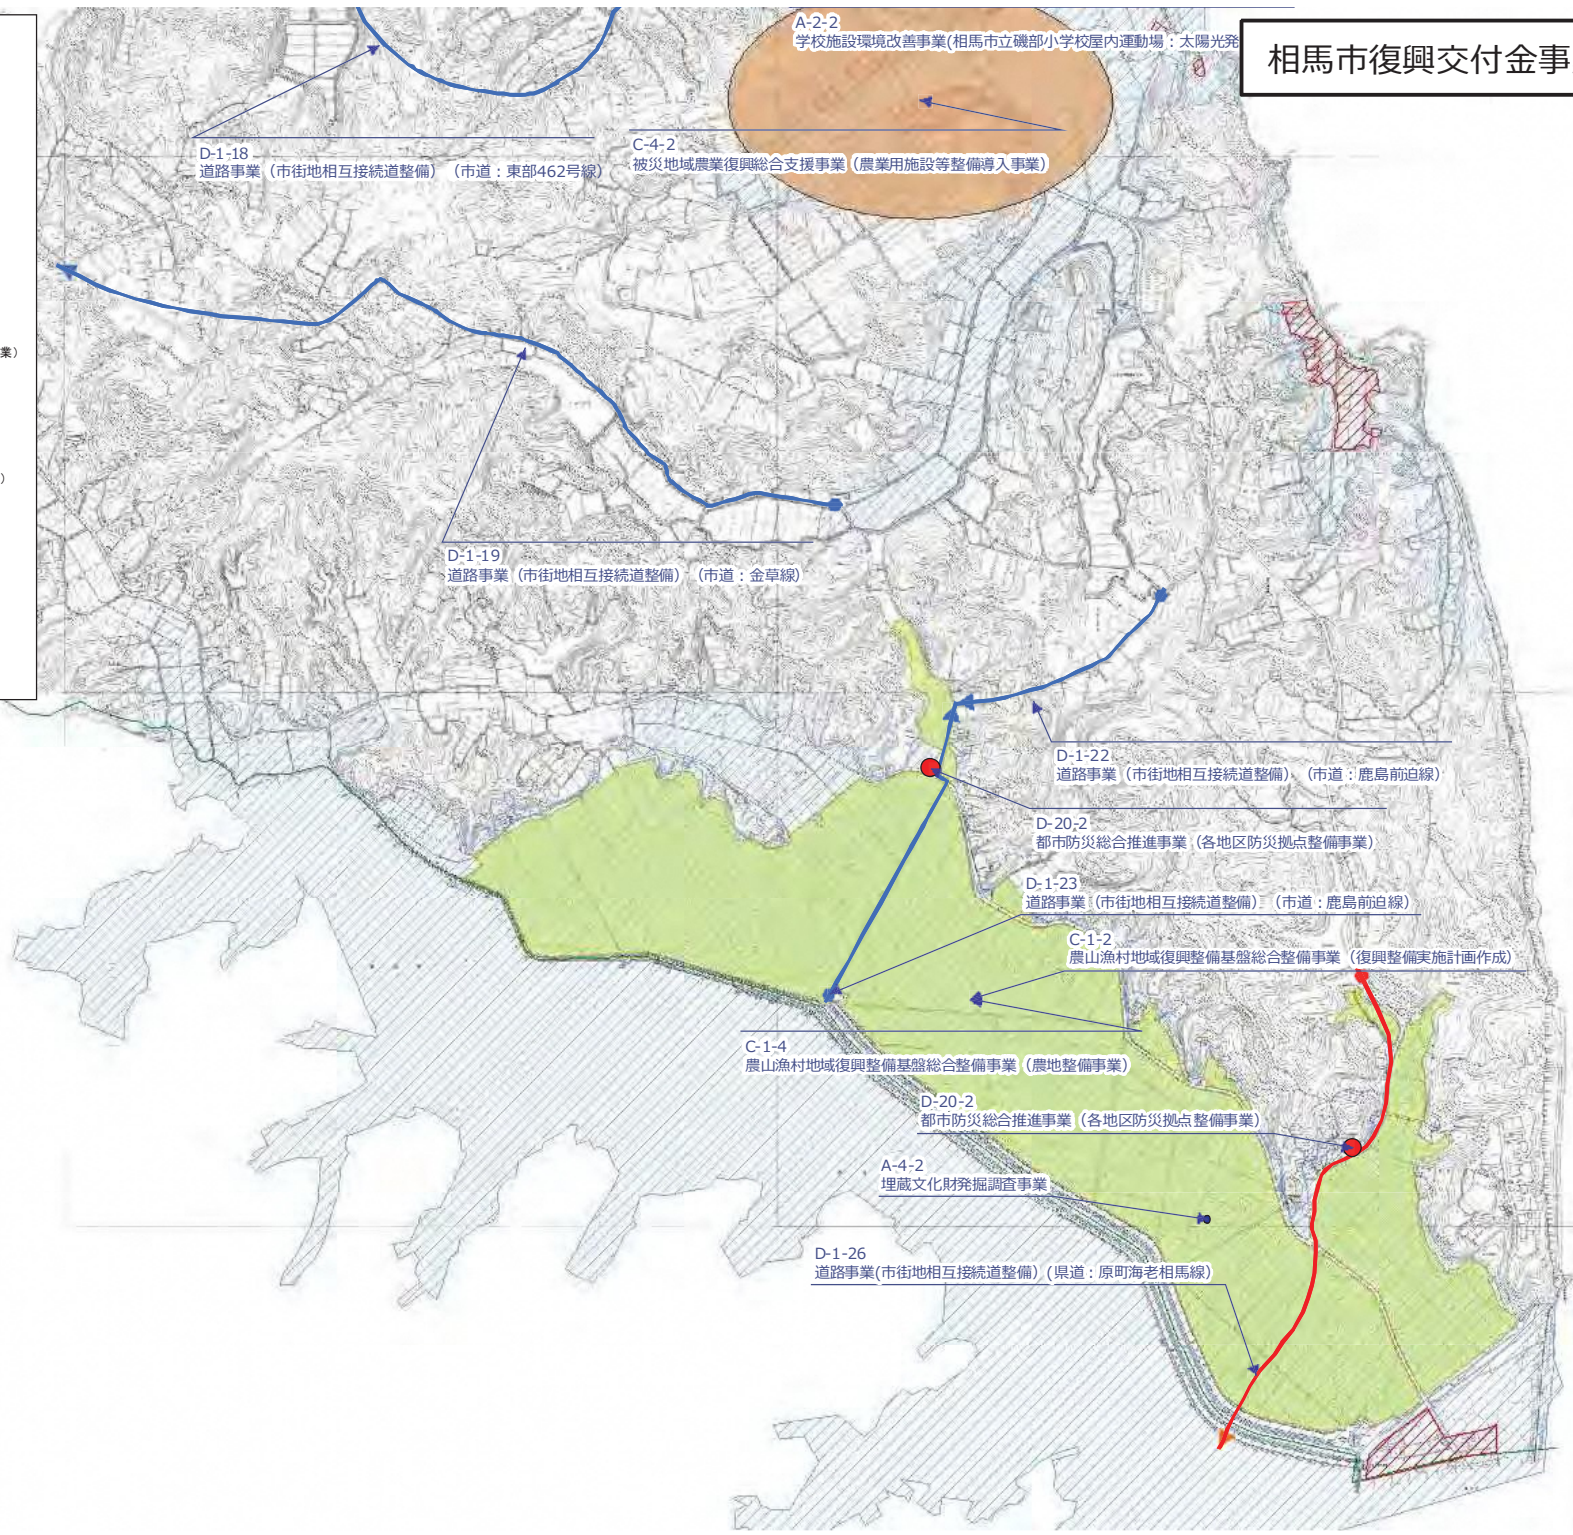 A-2-2
学校施設環境改善事業(相馬市立磯部小学校屋内運動場：太陽光発
相馬市復興交付金事
D-1-18
道路事業（市街地相互接続道整備）（市道：東部462号線）
C-4-2
被災地域農業復興総合支援事業（農業用施設等整備導入事業）
業）
）
D-1-19
道路事業（市街地相互接続道整備）（市道：金草線）
D-1-22
道路事業（市街地相互接続道整備）（市道：鹿島前迫線）
D-20-2
都市防災総合推進事業（各地区防災拠点整備事業）
D-1-23
道路事業（市街地相互接続道整備）（市道：鹿島前迫線）
C-1-2
農山漁村地域復興整備基盤総合整備事業（復興整備実施計画作成）
C-1-4
農山漁村地域復興整備基盤総合整備事業（農地整備事業）
D-20-2
都市防災総合推進事業（各地区防災拠点整備事業）
A-4-2
埋蔵文化財発掘調査事業
D-1-26
道路事業(市街地相互接続道整備）(県道：原町海老相馬線）